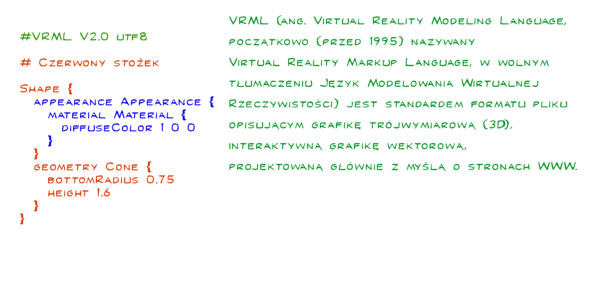 #VRML V2.0 utf8
# Czerwony stożek
Shape {
appearance Appearance {
material Material {
diffuseColor 1 0 0
}
}
geometry Cone {
bottomRadius 0.75
height 1.6
}
}
VRML (ang. Virtual Reality Modeling Language,
początkowo (przed 1995) nazywany
Virtual Reality Markup Language, w wolnym
tłumaczeniu Język Modelowania Wirtualnej
Rzeczywistości) jest standardem formatu pliku
opisującym grafikę trójwymiarową (3D),
interaktywną grafikę wektorową,
projektowaną głównie z myślą o stronach WWW.